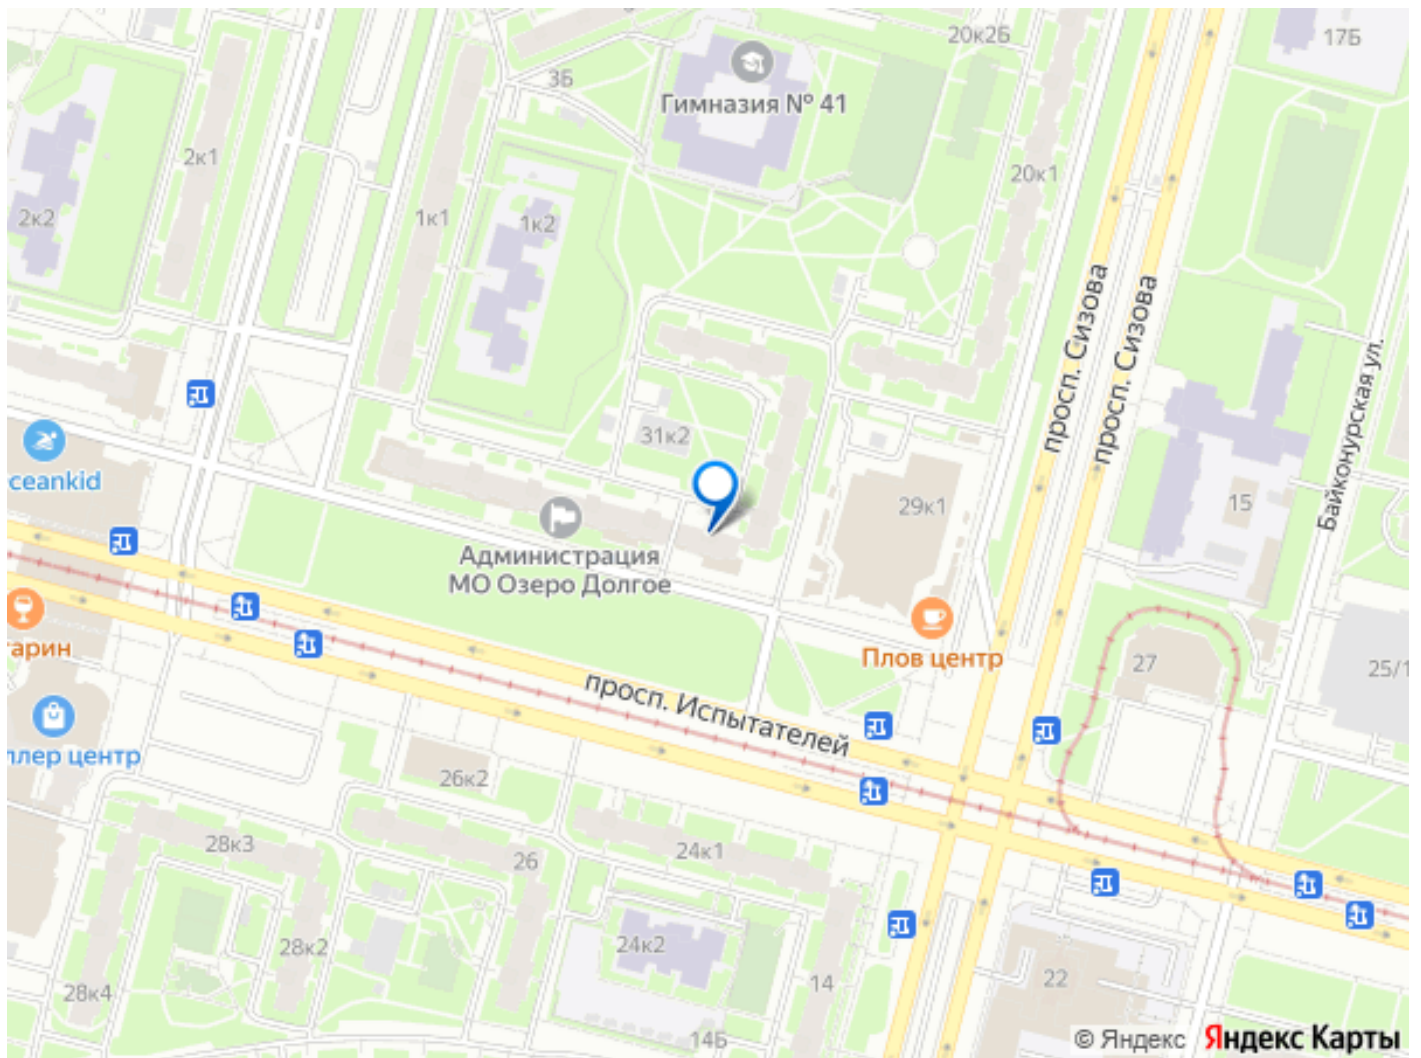 20к2Б
17Б
3Б
Гимназия № 41
2к1
20к1
2к2
1к1
1к2
просп. Сизова
просп. Сизова
Байконурская ул.
31к2
ceankid
29к1
15
Администрация
МО Озеро Долгое
гарин
Плов центр
27
25/1
просп. Испытателей
ллер центр
26к2
28к3
26
24к1
28к2
24к2
28к4
14
22
14Б
© Яндекс Яндекс Карты